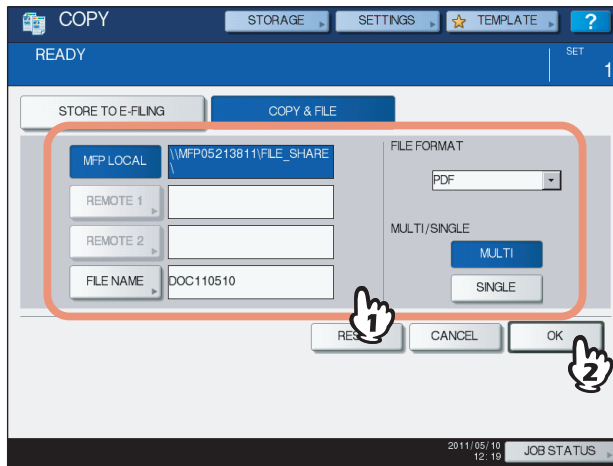 COPY
STORAGE
SETTINGS
TEMPLATE
?
READY
SET
1
STORE TO E-FILING
COPY & FILE
MFP LOCAL
\\MFP05213811\FILE_SHARE
\
REMOTE 1
REMOTE 2
FILE NAME
DOC110510
FILE FORMAT
PDF
MULTI/SINGLE
MULTI
SINGLE
1
CANCEL
OK
2
2011/05/10
12:19
JOB STATUS